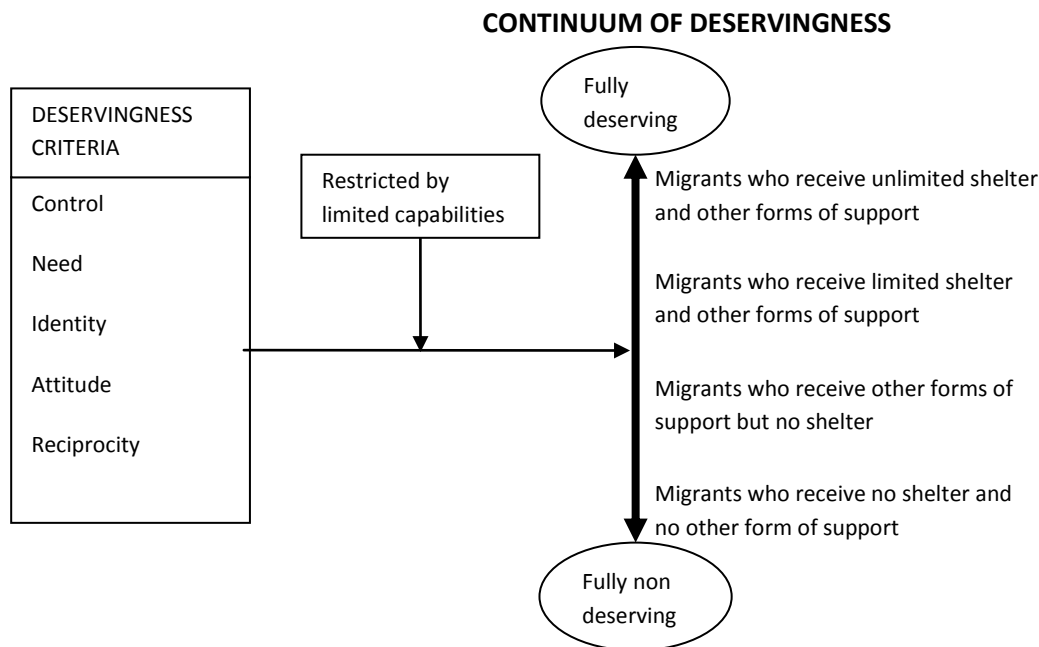 CONTINUUM OF DESERVINGNESS
DESERVINGNESS
CRITERIA
Control
Need
Identity
Attitude
Reciprocity
Restricted by
limited capabilities
Fully
deserving
Migrants who receive unlimited shelter
and other forms of support
Migrants who receive limited shelter
and other forms of support
Migrants who receive other forms of
support but no shelter
Migrants who receive no shelter and
no other form of support
Fully non
deserving